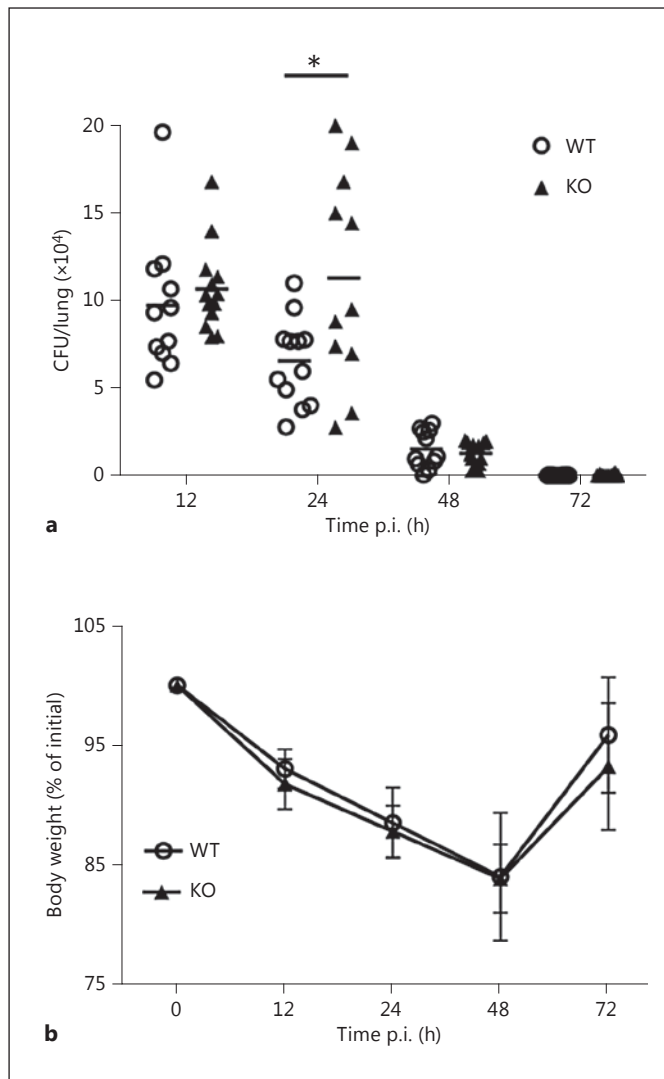 *
20
15
10
5
0
CFU/lung (×10⁴)
WT
KO
12 24 48 72
Time p.i. (h)
a
105
95
85
75
Body weight (% of initial)
WT
KO
0 12 24 48 72
Time p.i. (h)
b